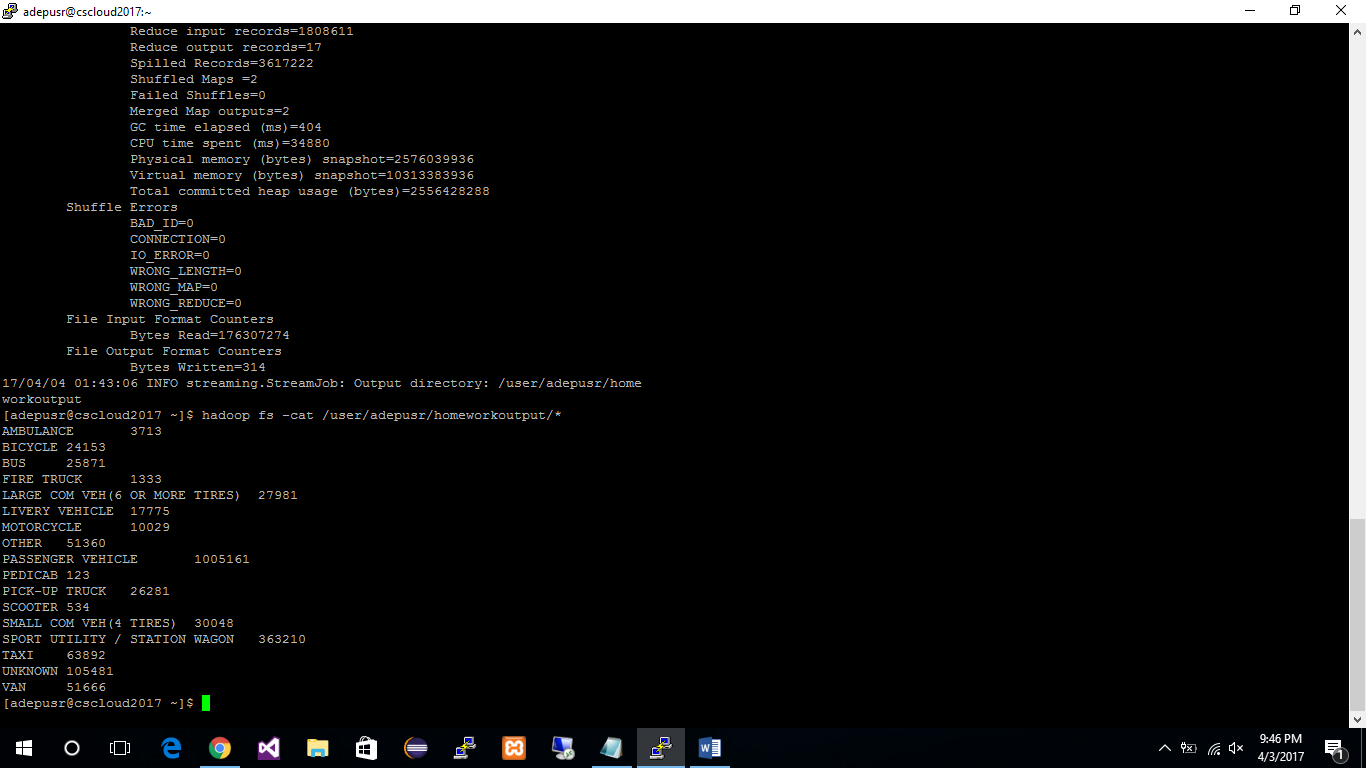 adepusr@cscloud2017:~
Reduce input records=1808611
Reduce output records=17
Spilled Records=3617222
Shuffled Maps =2
Failed Shuffles=0
Merged Map outputs=2
GC time elapsed (ms)=404
CPU time spent (ms)=34880
Physical memory (bytes) snapshot=2576039936
Virtual memory (bytes) snapshot=10313383936
Total committed heap usage (bytes)=2556428288
Shuffle Errors
BAD_ID=0
CONNECTION=0
IO_ERROR=0
WRONG_LENGTH=0
WRONG_MAP=0
WRONG_REDUCE=0
File Input Format Counters
Bytes Read=176307274
File Output Format Counters
Bytes Written=314
17/04/04 01:43:06 INFO streaming.StreamJob: Output directory: /user/adepusr/home
workoutput
[adepusr@cscloud2017 ~]$ hadoop fs -cat /user/adepusr/homeworkoutput/*
AMBULANCE 3713
BICYCLE 24153
BUS 25871
FIRE TRUCK 1333
LARGE COM VEH(6 OR MORE TIRES) 27981
LIVERY VEHICLE 17775
MOTORCYCLE 10029
OTHER 51360
PASSENGER VEHICLE 1005161
PEDICAB 123
PICK-UP TRUCK 26281
SCOOTER 534
SMALL COM VEH(4 TIRES) 30048
SPORT UTILITY / STATION WAGON 363210
TAXI 63892
UNKNOWN 105481
VAN 51666
[adepusr@cscloud2017 ~]$
9:46 PM
4/3/2017
1